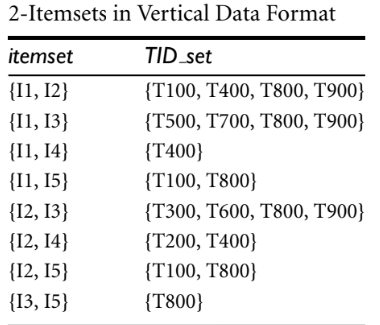 2-Itemsets in Vertical Data Format
itemset TID_set
{I1, I2} {T100, T400, T800, T900}
{I1, I3} {T500, T700, T800, T900}
{I1, I4} {T400}
{I1, I5} {T100, T800}
{I2, I3} {T300, T600, T800, T900}
{I2, I4} {T200, T400}
{I2, I5} {T100, T800}
{I3, I5} {T800}